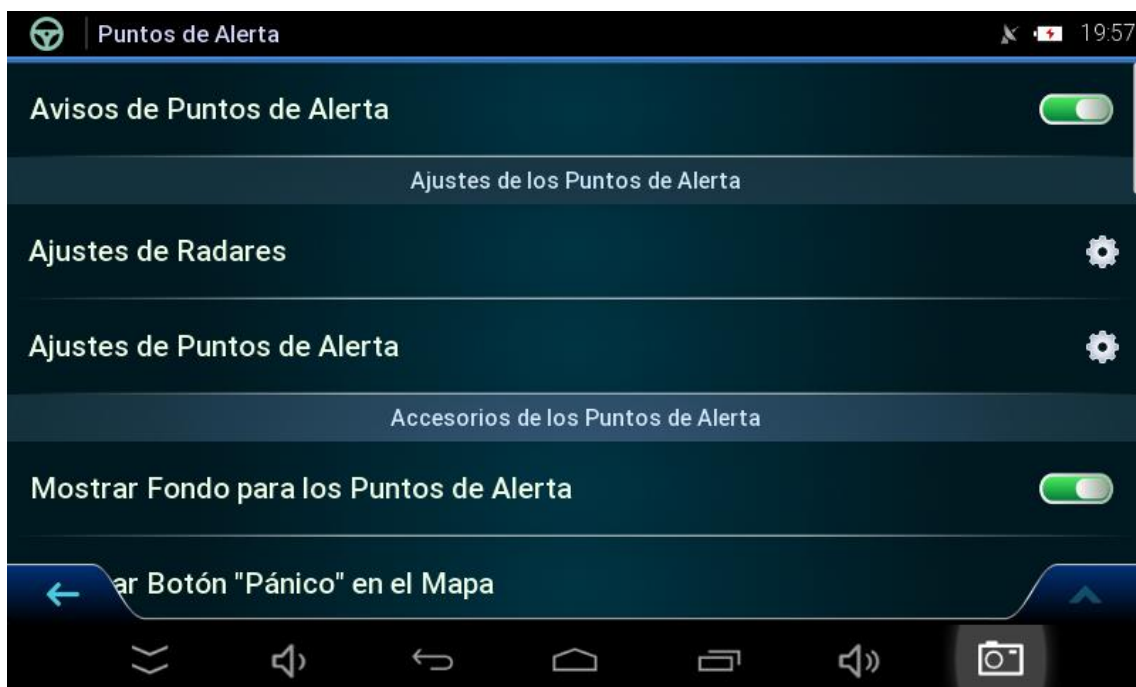 Puntos de Alerta
19:57
Avisos de Puntos de Alerta
Ajustes de los Puntos de Alerta
Ajustes de Radares
Ajustes de Puntos de Alerta
Accesorios de los Puntos de Alerta
Mostrar Fondo para los Puntos de Alerta
ar Botón "Pánico" en el Mapa